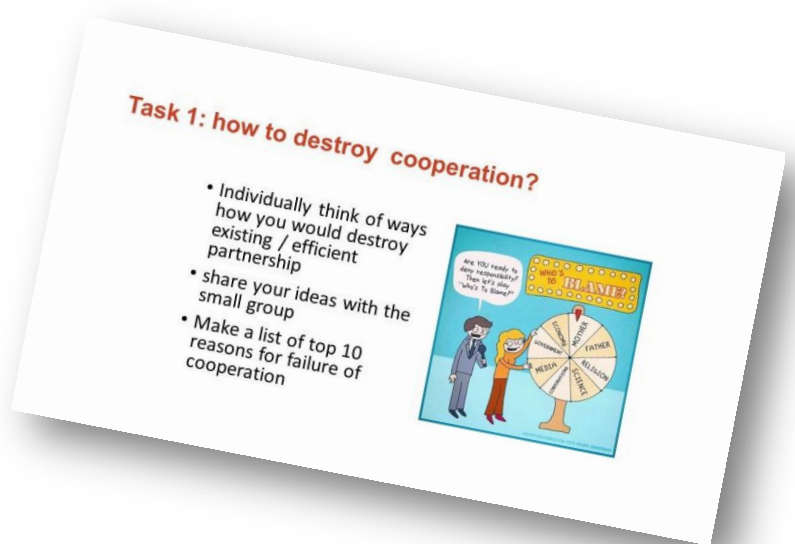 Task 1: how to destroy cooperation?
• Individually think of ways
how you would destroy
existing / efficient
partnership
• share your ideas with the
small group
• Make a list of top 10
reasons for failure of
cooperation
Are YOU ready to
deny responsibility?
Then let's play
"Who's To Blame?"
WHO'S
TO BLAME?
MOTHER
FATHER
RELIGION
SCIENCE
CORPORATIONS
MEDIA
GOVERNMENT
ECONOMY